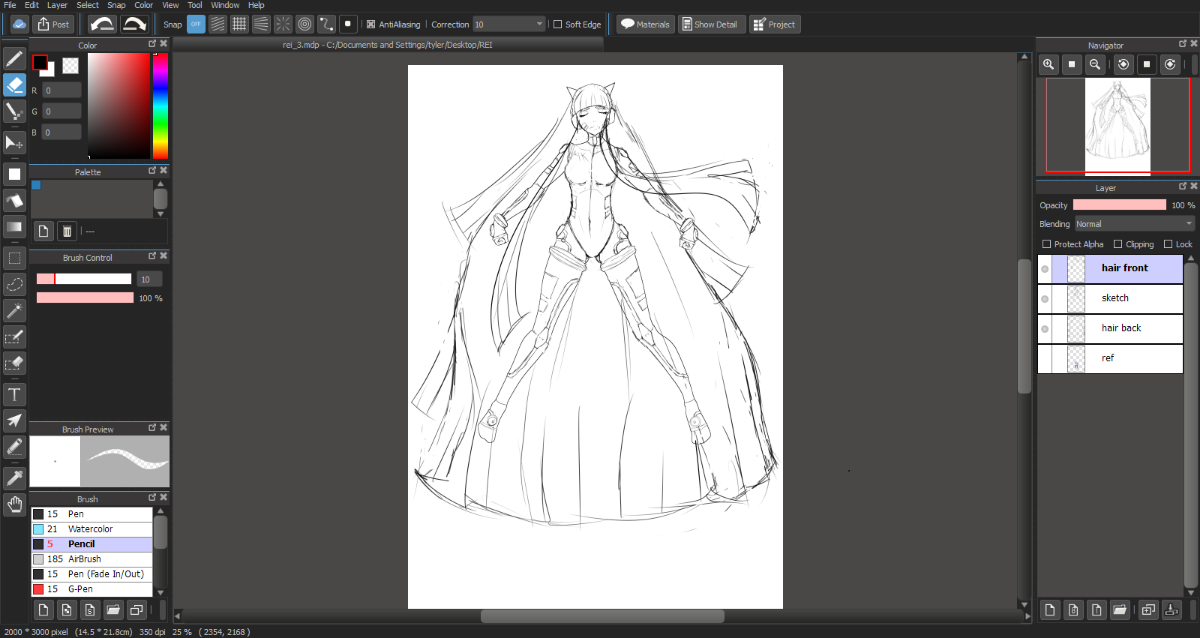 File Edit Layer Select Snap Color View Tool Window Help
Post Snap OFF AntiAliasing Correction 10 Soft Edge Materials Show Detail Project
rei_3.mdp - C:/Documents and Settings/tyler/Desktop/REI
Color
R 0
G 0
B 0
Palette
---
Brush Control
10
100 %
Brush Preview
Brush
15 Pen
21 Watercolor
5 Pencil
185 AirBrush
15 Pen (Fade In/Out)
15 G-Pen
Navigator
Layer
Opacity 100 %
Blending Normal
Protect Alpha Clipping Lock
hair front
sketch
hair back
ref
2000 * 3000 pixel (14.5 * 21.8cm) 350 dpi 25 % ( 2354, 2168 )